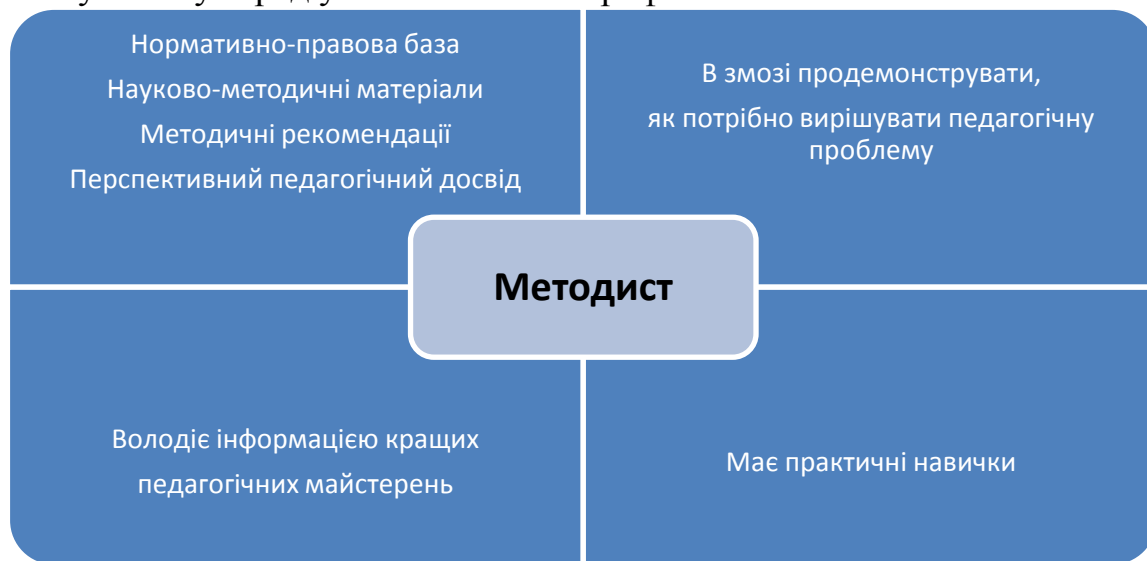 Нормативно-правова база
Науково-методичні матеріали
Методичні рекомендації
Перспективний педагогічний досвід
В змозі продемонструвати,
як потрібно вирішувати педагогічну
проблему
Методист
Володіє інформацією кращих
педагогічних майстерень
Має практичні навички